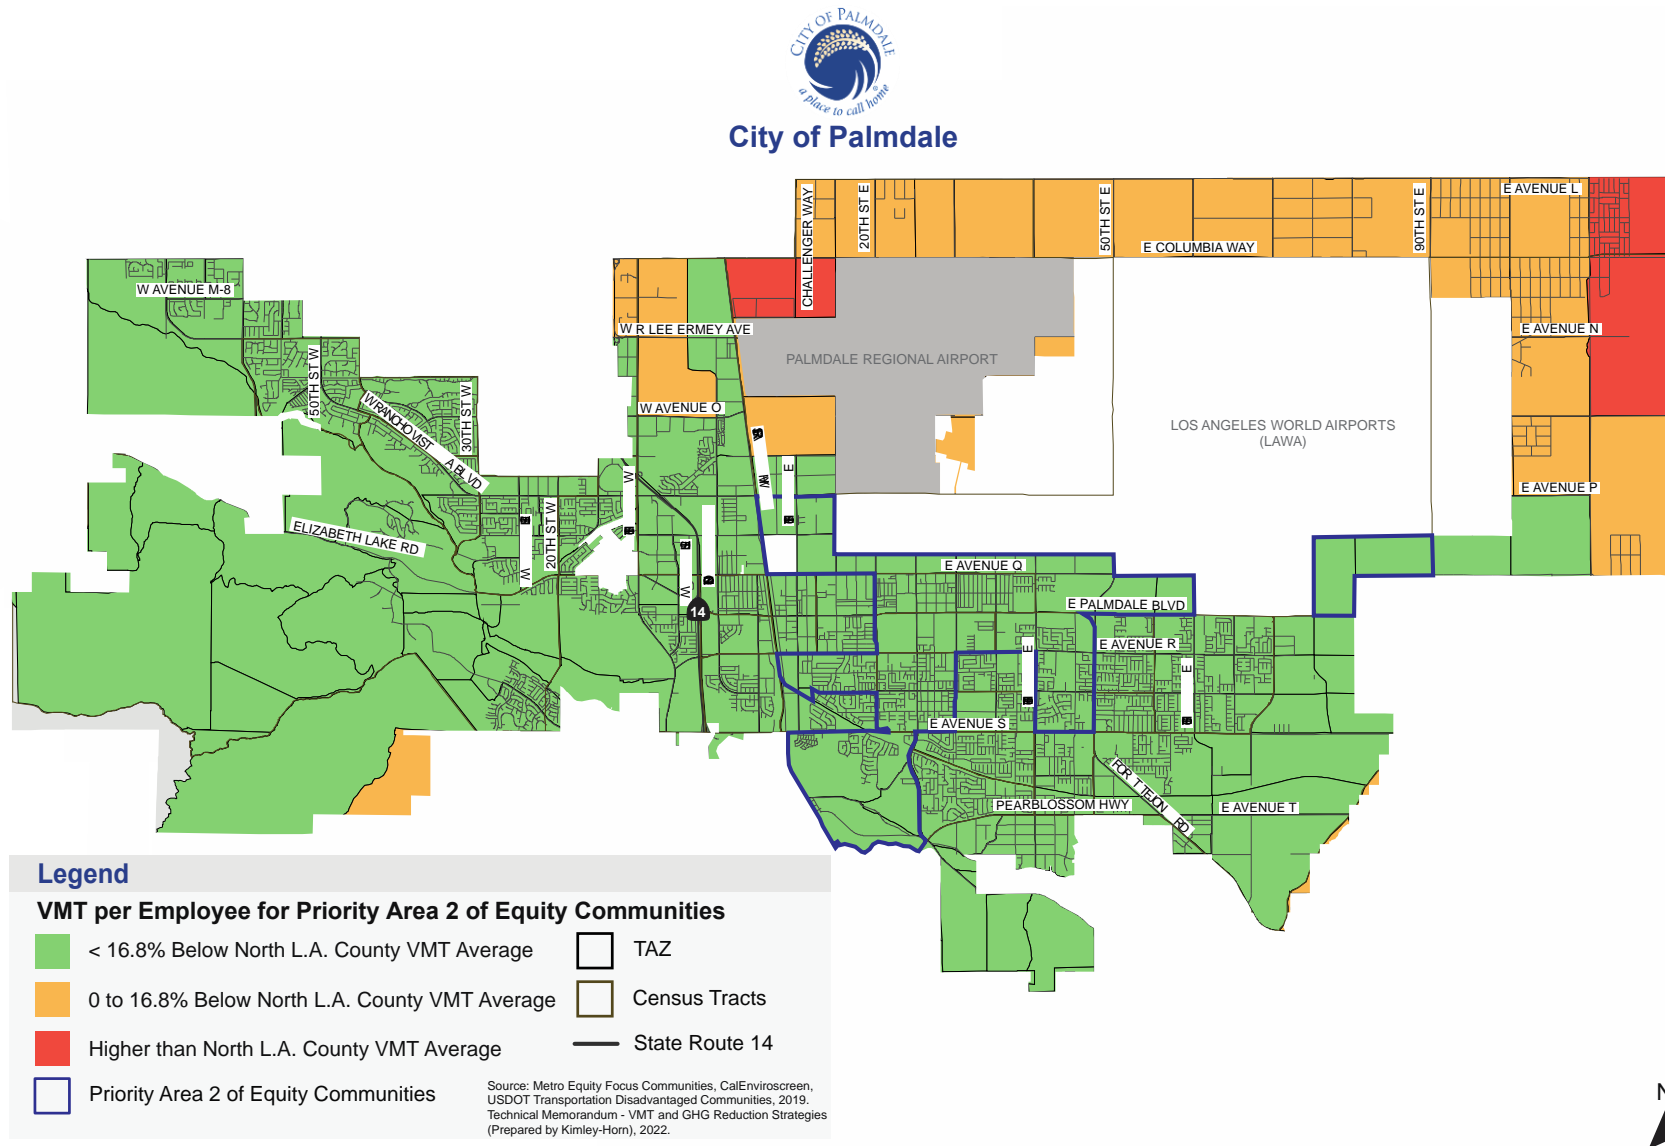 CITY OF PALMDALE
a place to call home
City of Palmdale
CHALLENGER WAY
20TH ST E
50TH ST E
90TH ST E
E AVENUE L
E COLUMBIA WAY
W AVENUE M-8
W R LEE ERMEY AVE
E AVENUE N
PALMDALE REGIONAL AIRPORT
50TH ST W
W RANCHO VISTA BLVD
30TH ST W
W AVENUE O
LOS ANGELES WORLD AIRPORTS
(LAWA)
E AVENUE P
ELIZABETH LAKE RD
20TH ST W
W
W
W
E
E AVENUE Q
E PALMDALE BLVD
14
E AVENUE R
E
E
E AVENUE S
FORT TEJON RD
PEARBLOSSOM HWY
E AVENUE T
Legend
VMT per Employee for Priority Area 2 of Equity Communities
< 16.8% Below North L.A. County VMT Average
TAZ
0 to 16.8% Below North L.A. County VMT Average
Census Tracts
Higher than North L.A. County VMT Average
State Route 14
Priority Area 2 of Equity Communities
Source: Metro Equity Focus Communities, CalEnviroscreen,
USDOT Transportation Disadvantaged Communities, 2019.
Technical Memorandum - VMT and GHG Reduction Strategies
(Prepared by Kimley-Horn), 2022.